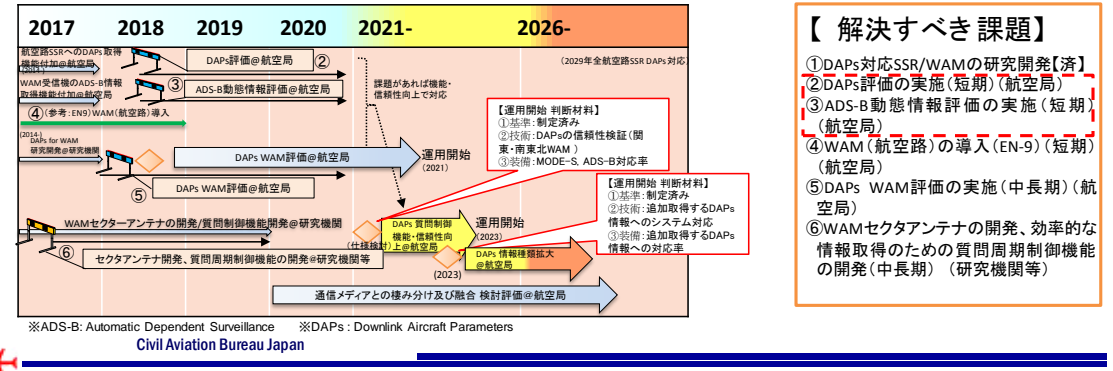 2017 2018 2019 2020 2021- 2026-
航空路SSRへのDAPs取得
機能付加@航空局
(2014-)
WAM受信機のADS-B情報
取得機能付加@航空局
DAPs評価@航空局
②
③
ADS-B動態情報評価@航空局
課題があれば機能・
信頼性向上で対応
(2029年全航空路SSR DAPs対応)
④(参考:EN9)WAM(航空路)導入
(2014-)
DAPs for WAM
研究開発@研究機関
DAPs WAM評価@航空局
運用開始
(2021)
⑤
DAPs WAM評価@航空局
【運用開始 判断材料】
①基準:制定済み
②技術:DAPsの信頼性検証(関
東・南東北WAM )
③装備:MODE-S, ADS-B対応率
【運用開始 判断材料】
①基準:制定済み
②技術:追加取得するDAPs
情報へのシステム対応
③装備:追加取得するDAPs
情報への対応率
WAMセクターアンテナの開発/質問制御機能開発@研究機関
(仕様検討)
DAPs 質問制御
機能・信頼性向
上@航空局
運用開始
(2023)
⑥
セクタアンテナ開発、質問周期制御機能の開発@研究機関等
(2023)
DAPs 情報種類拡大
@航空局
通信メディアとの棲み分け及び融合 検討評価@航空局
※ADS-B: Automatic Dependent Surveillance ※DAPs : Downlink Aircraft Parameters
Civil Aviation Bureau Japan
【 解決すべき課題】
①DAPs対応SSR/WAMの研究開発【済】
②DAPs評価の実施(短期)(航空局)
③ADS-B動態情報評価の実施(短期)
(航空局)
④WAM(航空路)の導入(EN-9)(短期)
(航空局)
⑤DAPs WAM評価の実施(中長期)(航
空局)
⑥WAMセクタアンテナの開発、効率的な
情報取得のための質問周期制御機能
の開発(中長期) (研究機関等)